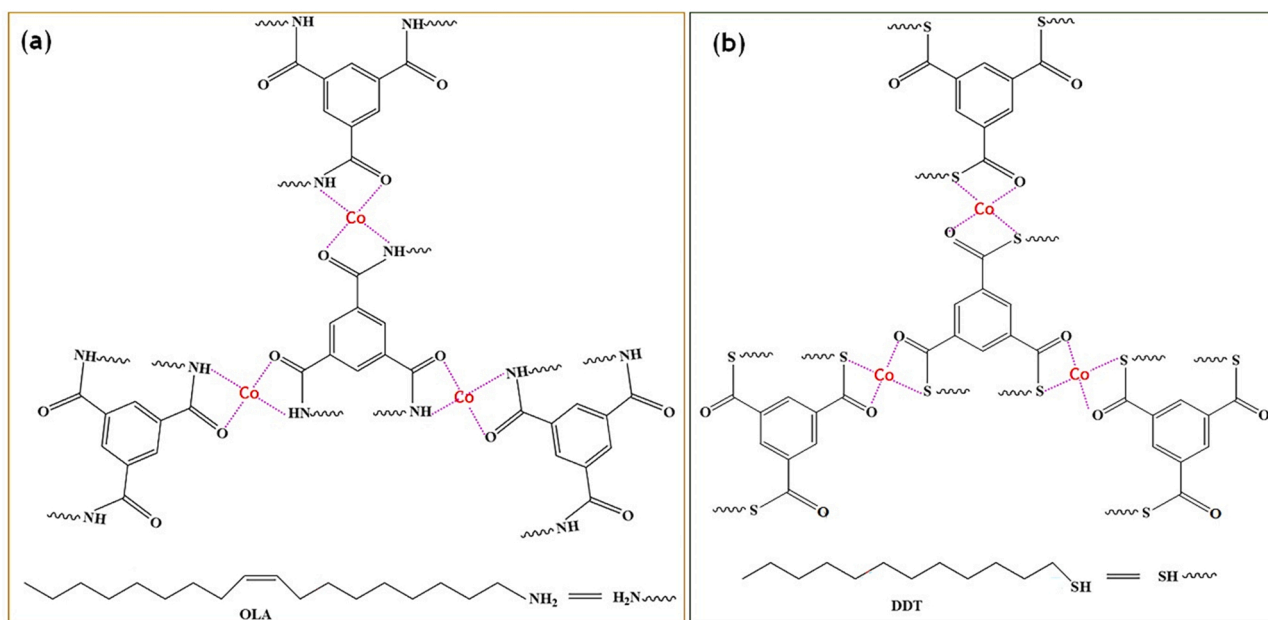 (a)
NH NH
O O
NH O
Co
O NH
NH NH O O NH NH
Co Co
O O HN NH O O
NH O NH O
NH₂ H₂N
OLA
(b)
S S
O O
S O
Co
O S
S S O O S S
Co Co
O O S S O O
S O S O
SH SH
DDT